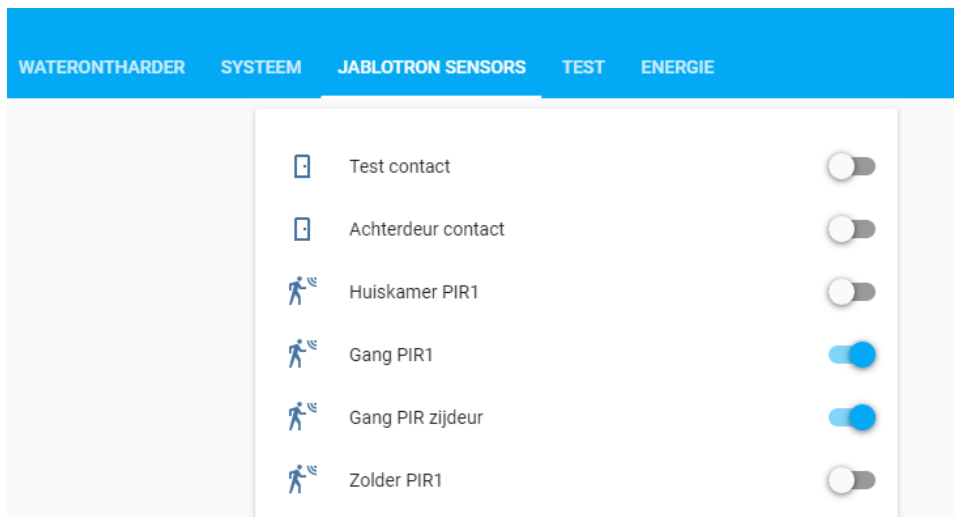 WATERONTHARDER SYSTEEM JABLOTRON SENSORS TEST ENERGIE
Test contact
Achterdeur contact
Huiskamer PIR1
Gang PIR1
Gang PIR zijdeur
Zolder PIR1